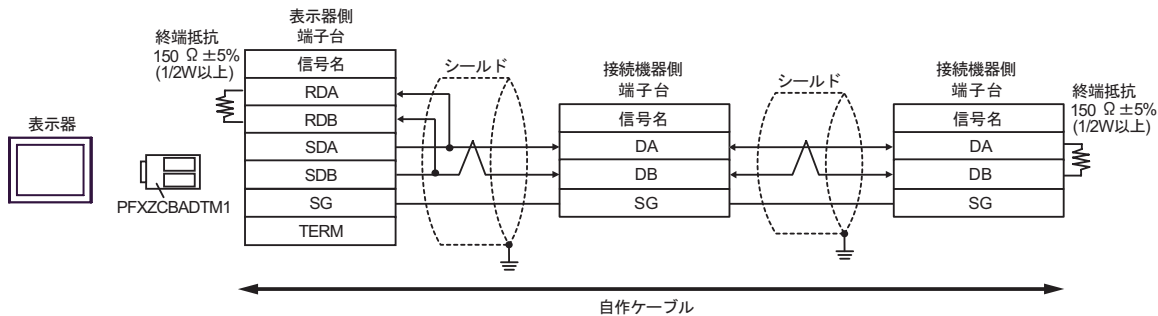 表示器
PFXZCBADTM1
終端抵抗
150 Ω ±5%
(1/2W以上)
表示器側
端子台
信号名
RDA
RDB
SDA
SDB
SG
TERM
シールド
接続機器側
端子台
信号名
DA
DB
SG
シールド
接続機器側
端子台
信号名
DA
DB
SG
終端抵抗
150 Ω ±5%
(1/2W以上)
自作ケーブル